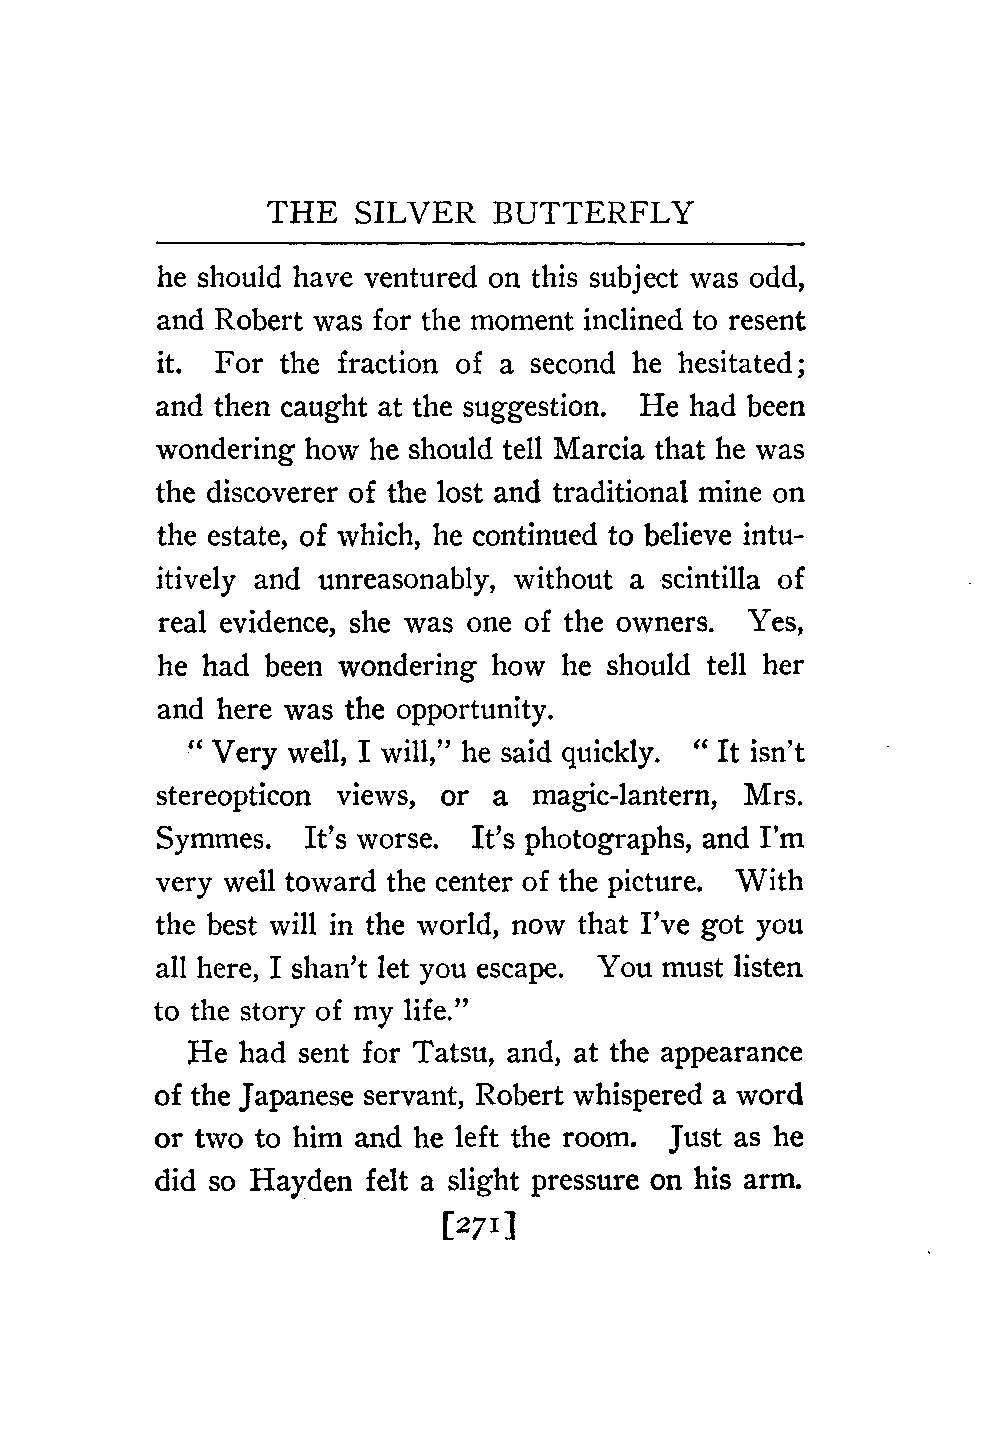 THE SILVER BUTTERFLY
he should have ventured on this subject was odd,
and Robert was for the moment inclined to resent
it. For the fraction of a second he hesitated;
and then caught at the suggestion. He had been
wondering how he should tell Marcia that he was
the discoverer of the lost and traditional mine on
the estate, of which, he continued to believe intu-
itively and unreasonably, without a scintilla of
real evidence, she was one of the owners. Yes,
he had been wondering how he should tell her
and here was the opportunity.
“ Very well, I will,” he said quickly. “ It isn't
stereopticon views, or a magic-lantern, Mrs.
Symmes. It's worse. It's photographs, and I'm
very well toward the center of the picture. With
the best will in the world, now that I've got you
all here, I shan't let you escape. You must listen
to the story of my life.”
He had sent for Tatsu, and, at the appearance
of the Japanese servant, Robert whispered a word
or two to him and he left the room. Just as he
did so Hayden felt a slight pressure on his arm.
[271]